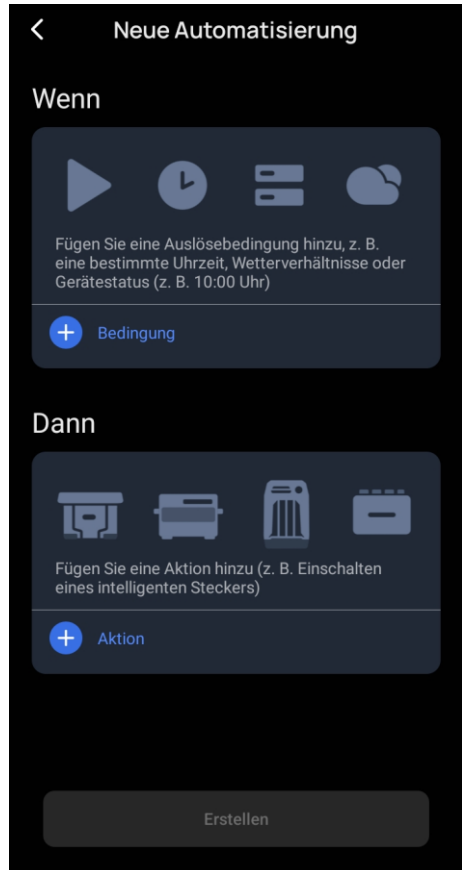 Neue Automatisierung
Wenn
Fügen Sie eine Auslösebedingung hinzu, z. B.
eine bestimmte Uhrzeit, Wetterverhältnisse oder
Gerätestatus (z. B. 10:00 Uhr)
Bedingung
Dann
Fügen Sie eine Aktion hinzu (z. B. Einschalten
eines intelligenten Steckers)
Aktion
Erstellen